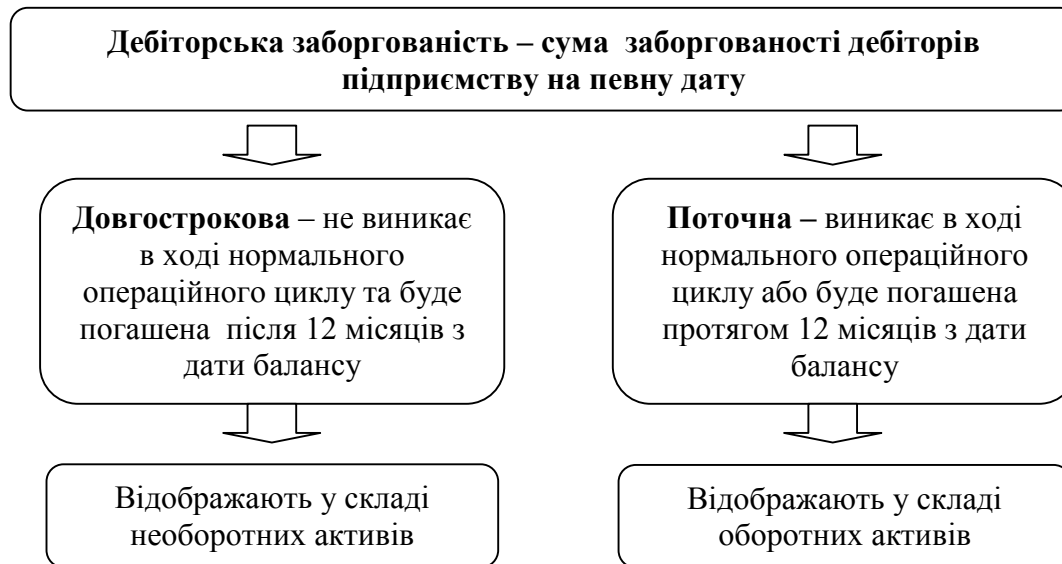 Дебіторська заборгованість – сума заборгованості дебіторів
підприємству на певну дату
Довгострокова – не виникає
в ході нормального
операційного циклу та буде
погашена після 12 місяців з
дати балансу
Поточна – виникає в ході
нормального операційного
циклу або буде погашена
протягом 12 місяців з дати
балансу
Відображають у складі
необоротних активів
Відображають у складі
оборотних активів